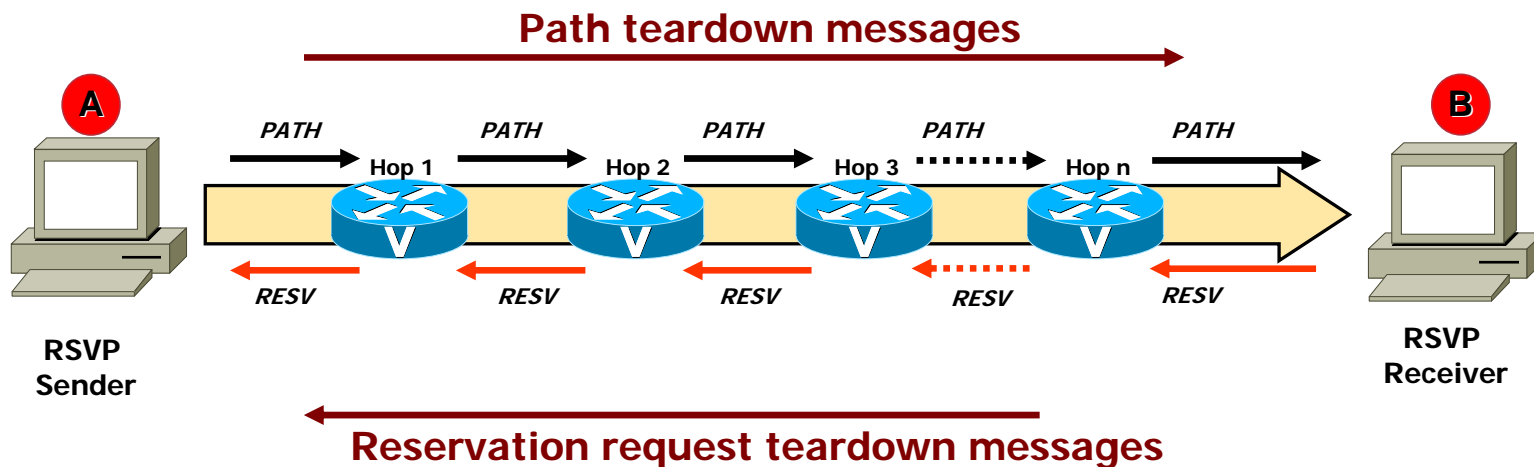 Path teardown messages
A
B
PATH
PATH
PATH
PATH
PATH
Hop 1
Hop 2
Hop 3
Hop n
V
V
V
V
RESV
RESV
RESV
RESV
RESV
RSVP
Sender
RSVP
Receiver
Reservation request teardown messages